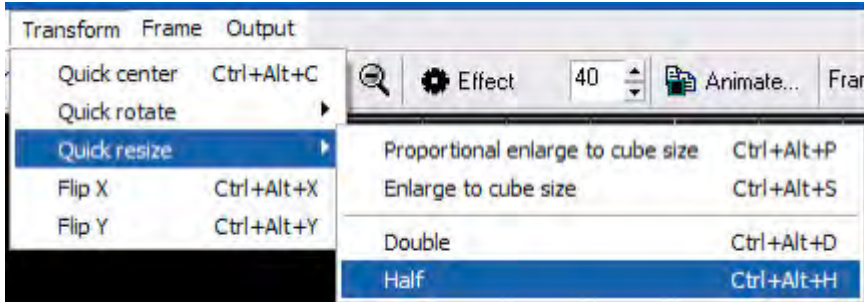 Transform Frame Output
Quick center Ctrl+Alt+C
Effect 40 Animate...
Quick rotate
Quick resize
Proportional enlarge to cube size Ctrl+Alt+P
Flip X Ctrl+Alt+X
Enlarge to cube size Ctrl+Alt+S
Flip Y Ctrl+Alt+Y
Double Ctrl+Alt+D
Half Ctrl+Alt+H